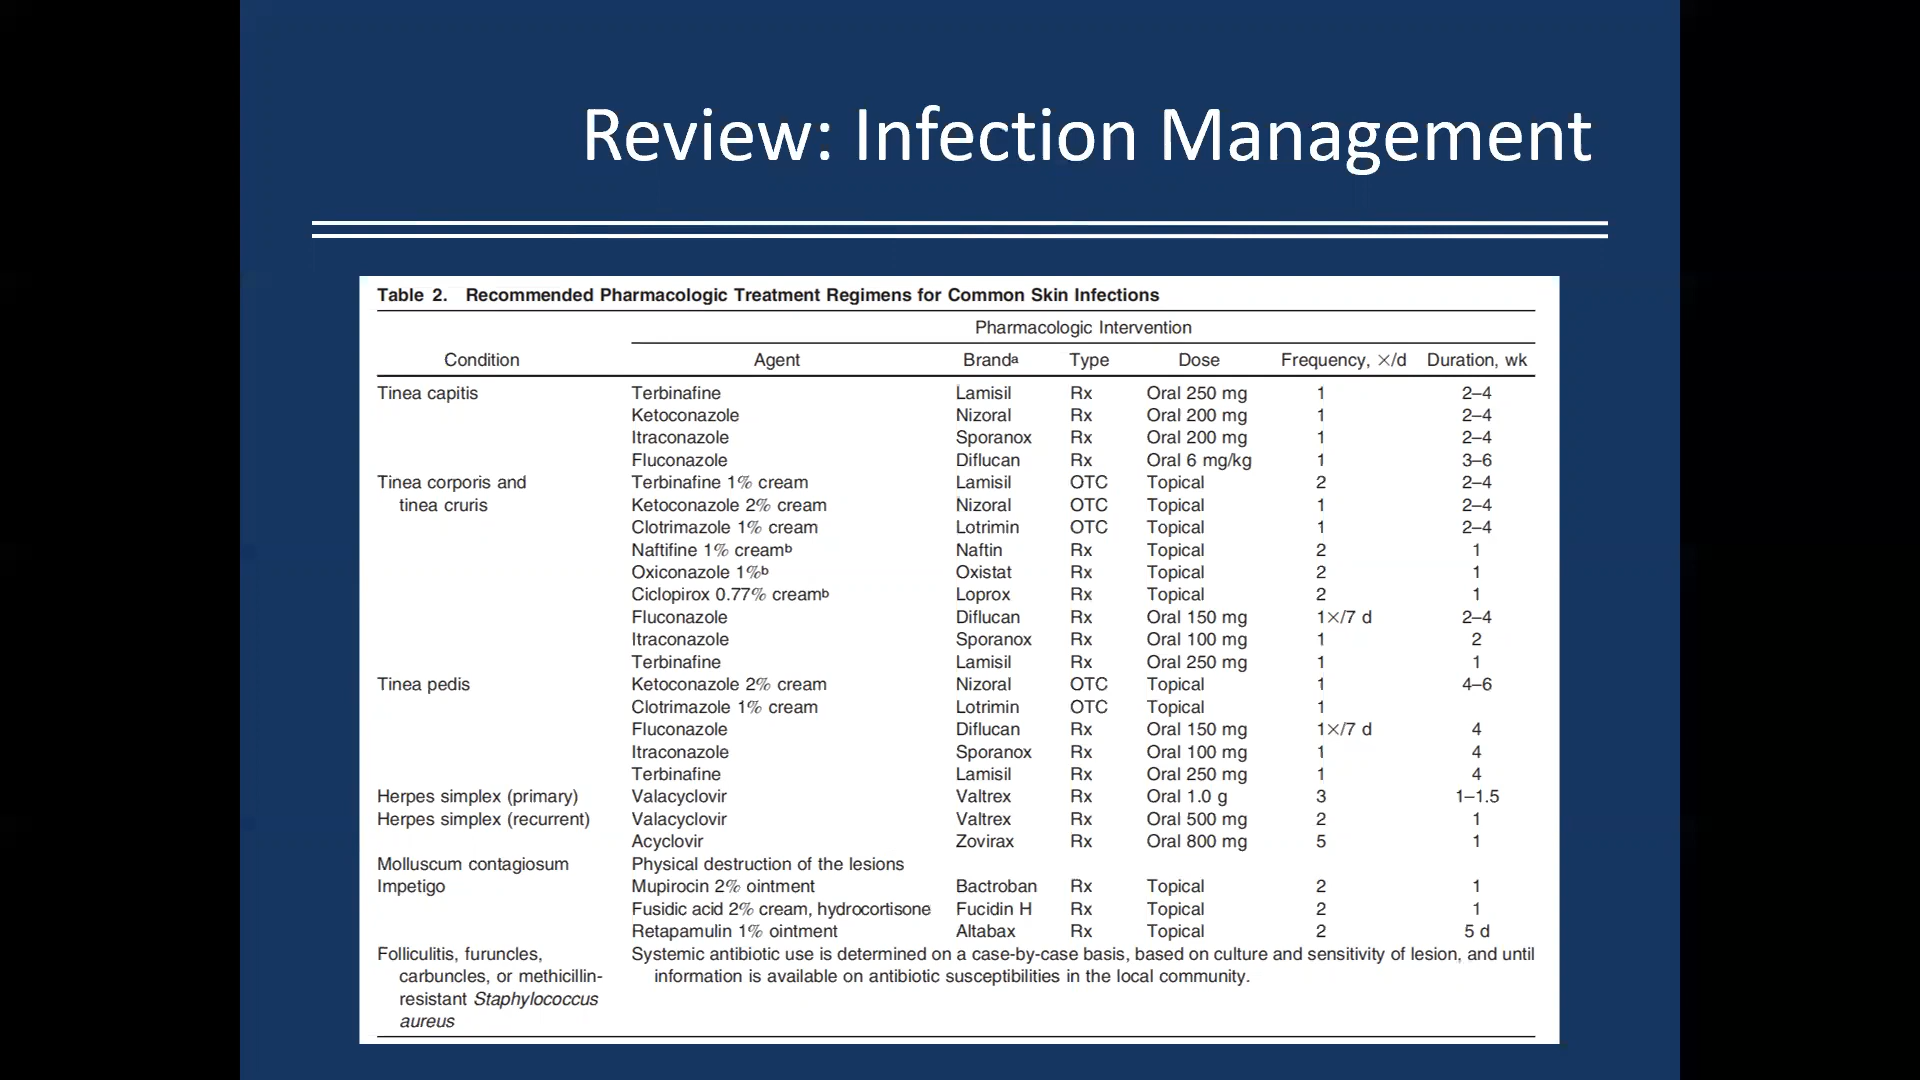 Review: Infection Management
Table 2. Recommended Pharmacologic Treatment Regimens for Common Skin Infections
Pharmacologic Intervention
Condition Agent Brandᵃ Type Dose Frequency, ×/d Duration, wk
Tinea capitis Terbinafine Lamisil Rx Oral 250 mg 1 2–4
Ketoconazole Nizoral Rx Oral 200 mg 1 2–4
Itraconazole Sporanox Rx Oral 200 mg 1 2–4
Fluconazole Diflucan Rx Oral 6 mg/kg 1 3–6
Tinea corporis and Terbinafine 1% cream Lamisil OTC Topical 2 2–4
tinea cruris Ketoconazole 2% cream Nizoral OTC Topical 1 2–4
Clotrimazole 1% cream Lotrimin OTC Topical 1 2–4
Naftifine 1% creamᵇ Naftin Rx Topical 2 1
Oxiconazole 1%ᵇ Oxistat Rx Topical 2 1
Ciclopirox 0.77% creamᵇ Loprox Rx Topical 2 1
Fluconazole Diflucan Rx Oral 150 mg 1×/7 d 2–4
Itraconazole Sporanox Rx Oral 100 mg 1 2
Terbinafine Lamisil Rx Oral 250 mg 1 1
Tinea pedis Ketoconazole 2% cream Nizoral OTC Topical 1 4–6
Clotrimazole 1% cream Lotrimin OTC Topical 1
Fluconazole Diflucan Rx Oral 150 mg 1×/7 d 4
Itraconazole Sporanox Rx Oral 100 mg 1 4
Terbinafine Lamisil Rx Oral 250 mg 1 4
Herpes simplex (primary) Valacyclovir Valtrex Rx Oral 1.0 g 3 1–1.5
Herpes simplex (recurrent) Valacyclovir Valtrex Rx Oral 500 mg 2 1
Acyclovir Zovirax Rx Oral 800 mg 5 1
Molluscum contagiosum Physical destruction of the lesions
Impetigo Mupirocin 2% ointment Bactroban Rx Topical 2 1
Fusidic acid 2% cream, hydrocortisone Fucidin H Rx Topical 2 1
Retapamulin 1% ointment Altabax Rx Topical 2 5 d
Folliculitis, furuncles, Systemic antibiotic use is determined on a case-by-case basis, based on culture and sensitivity of lesion, and until
carbuncles, or methicillin- information is available on antibiotic susceptibilities in the local community.
resistant Staphylococcus
aureus